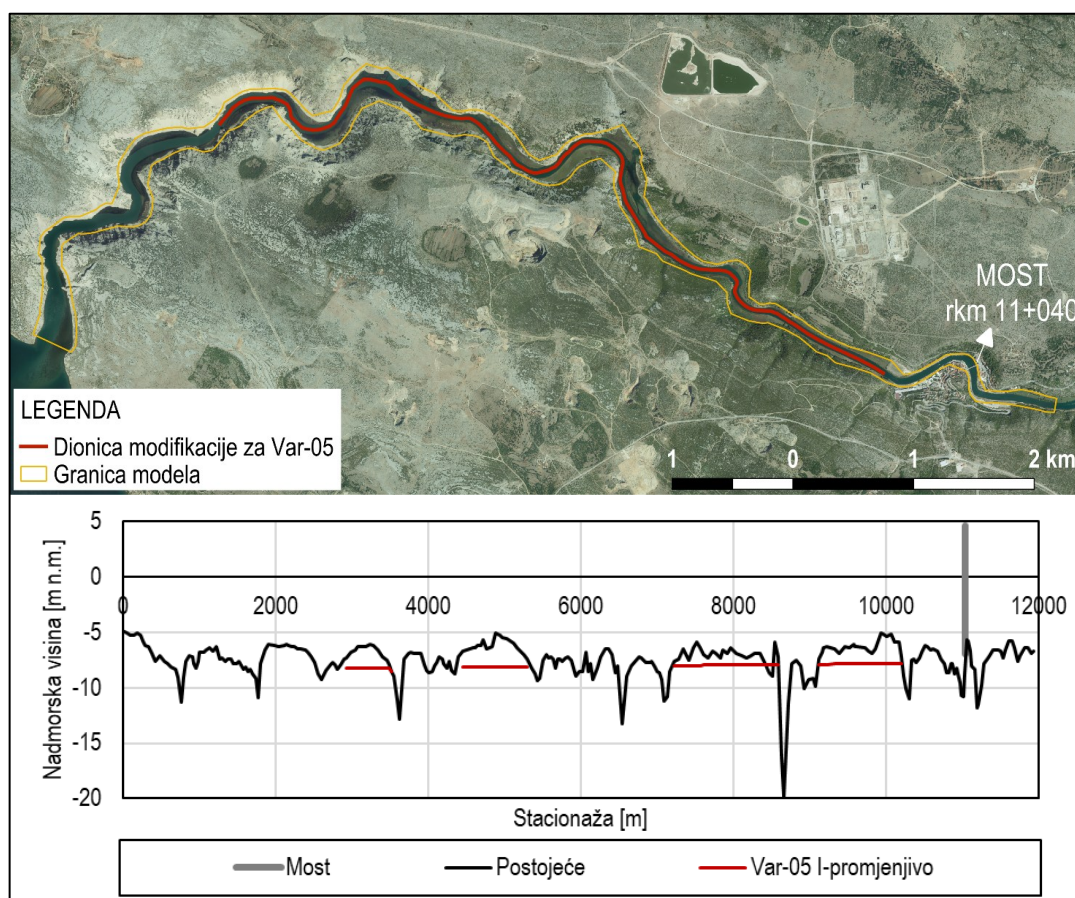 MOST
rkm 11+040
LEGENDA
Dionica modifikacije za Var-05
Granica modela
1 0 1 2 km
5
0
-5
-10
-15
-20
0 2000 4000 6000 8000 10000 12000
Nadmorska visina [m n.m.]
Stacionaža [m]
Most Postojeće Var-05 I-promjenjivo